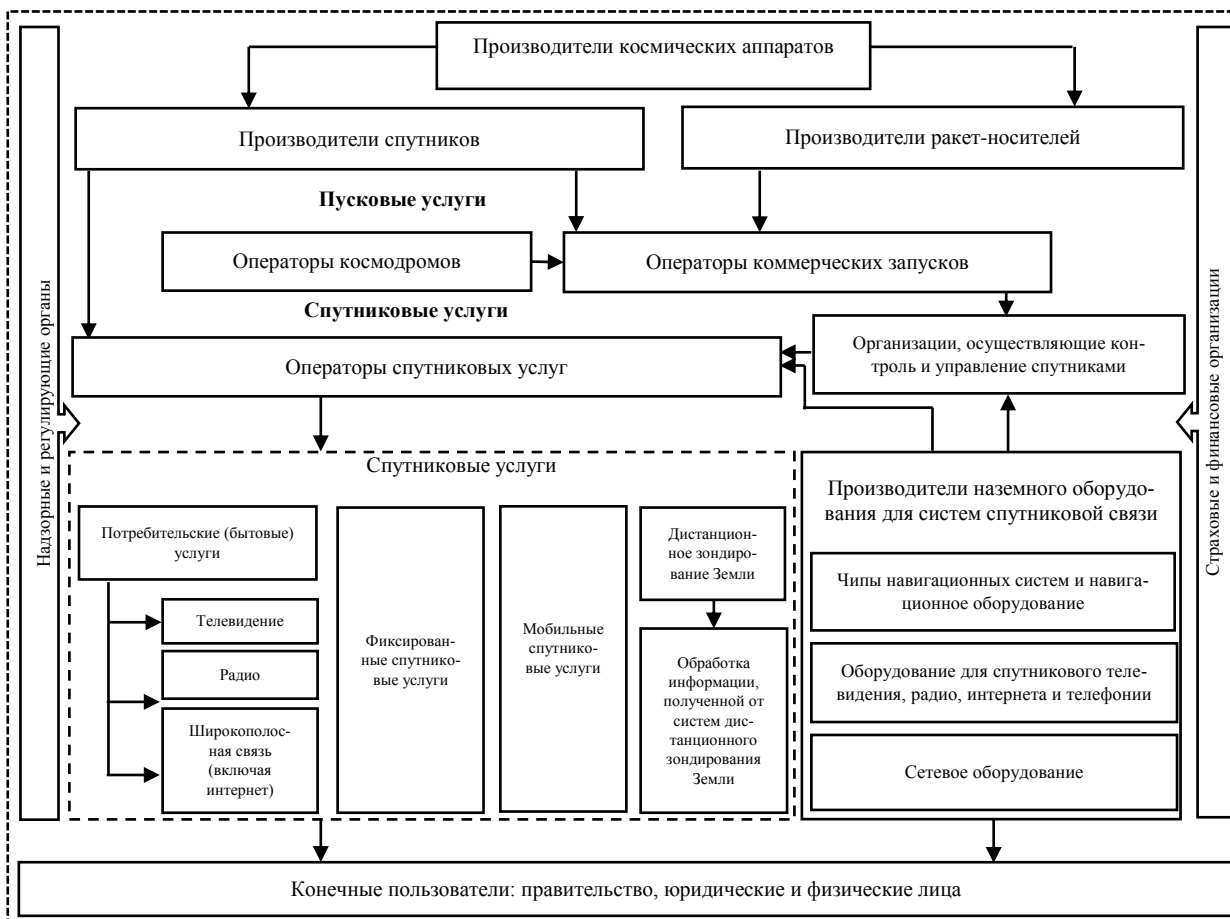 Производители космических аппаратов
Производители спутников
Производители ракет-носителей
Пусковые услуги
Операторы космодромов
Операторы коммерческих запусков
Спутниковые услуги
Операторы спутниковых услуг
Организации, осуществляющие кон-
троль и управление спутниками
Надзорные и регулирующие органы
Страховые и финансовые организации
Спутниковые услуги
Потребительские (бытовые)
услуги
Телевидение
Радио
Широкополос-
ная связь
(включая
интернет)
Фиксирован-
ные спутнико-
вые услуги
Мобильные
спутнико-
вые услуги
Дистанцион-
ное зондиро-
вание Земли
Обработка
информации,
полученной от
систем дис-
танционного
зондирования
Земли
Производители наземного оборудо-
вания для систем спутниковой связи
Чипы навигационных систем и навига-
ционное оборудование
Оборудование для спутникового теле-
видения, радио, интернета и телефонии
Сетевое оборудование
Конечные пользователи: правительство, юридические и физические лица